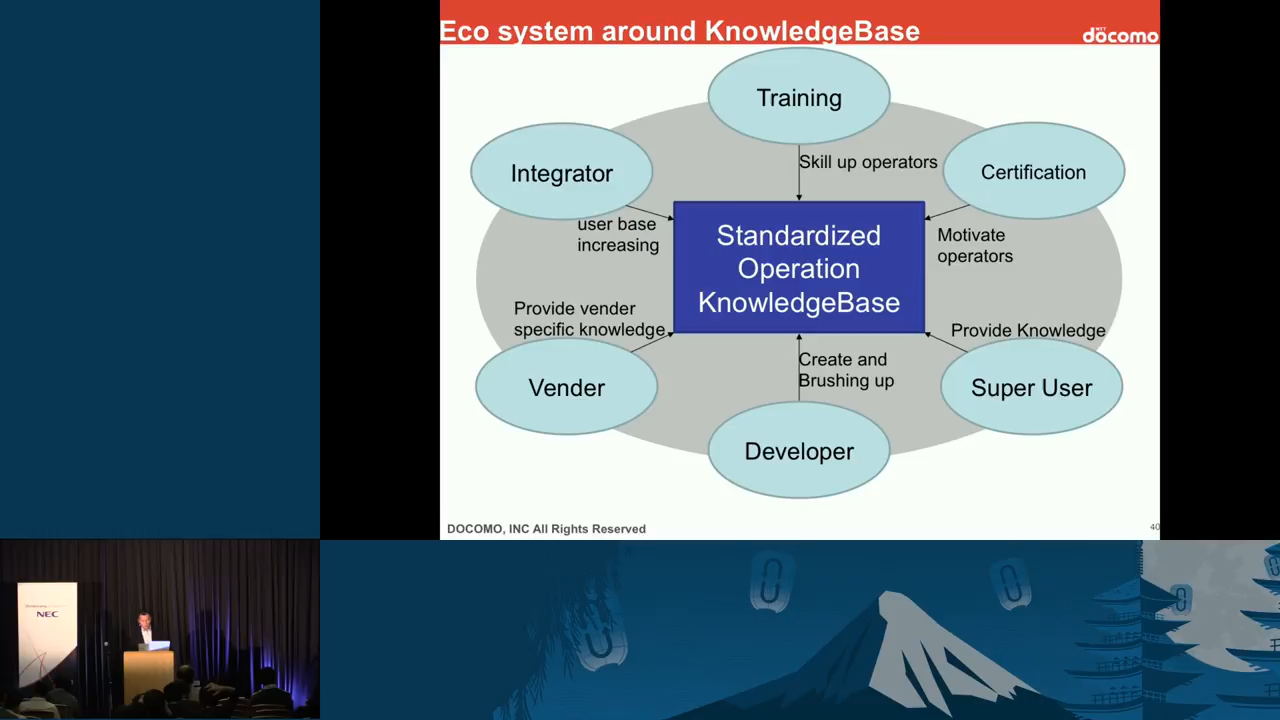 Eco system around KnowledgeBase
NTT
döcomo
Training
Integrator
Certification
Skill up operators
user base
increasing
Standardized
Operation
KnowledgeBase
Motivate
operators
Provide vender
specific knowledge
Provide Knowledge
Create and
Brushing up
Vender
Super User
Developer
DOCOMO, INC All Rights Reserved
40
NEC